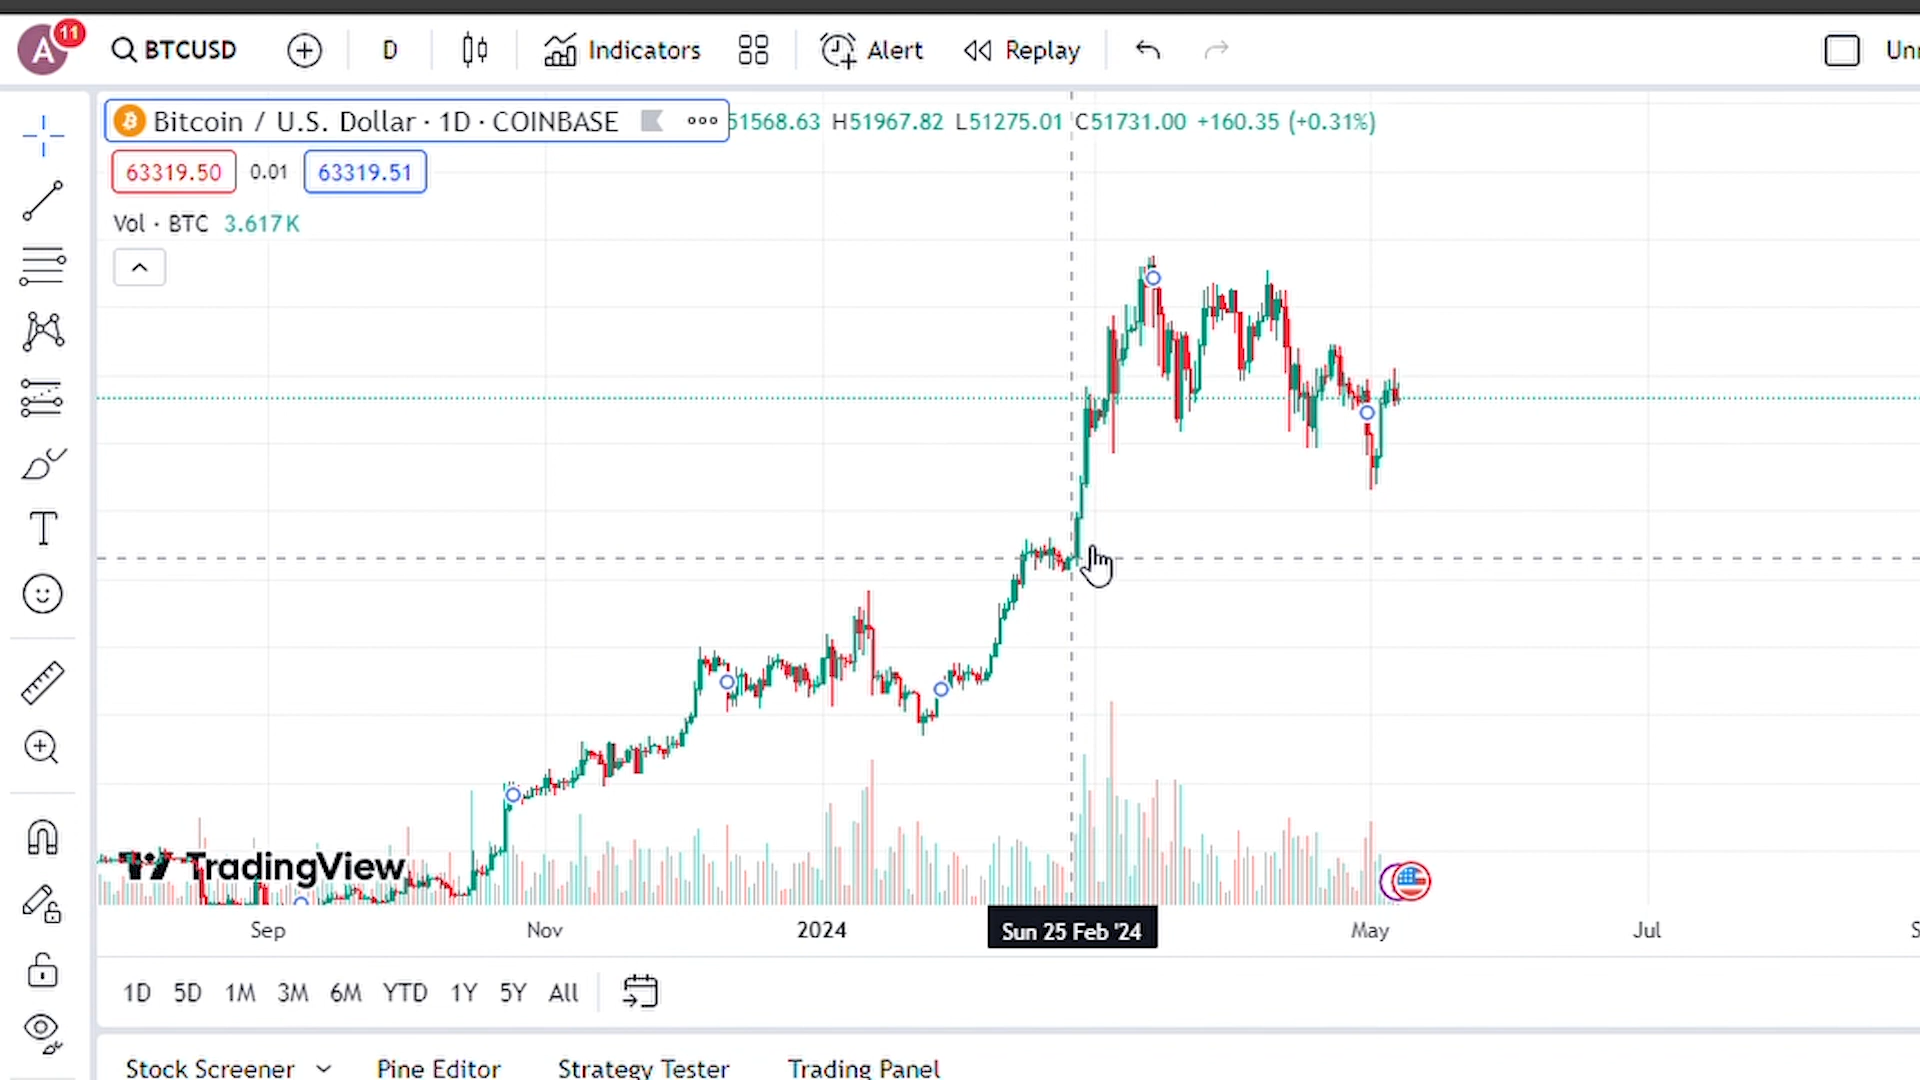 A 11 BTCUSD D Indicators Alert Replay
Bitcoin / U.S. Dollar · 1D · COINBASE 51568.63 H51967.82 L51275.01 C51731.00 +160.35 (+0.31%)
63319.50 0.01 63319.51
Vol · BTC 3.617K
TradingView
Sep Nov 2024 Sun 25 Feb '24 May Jul
1D 5D 1M 3M 6M YTD 1Y 5Y All
Stock Screener Pine Editor Strategy Tester Trading Panel